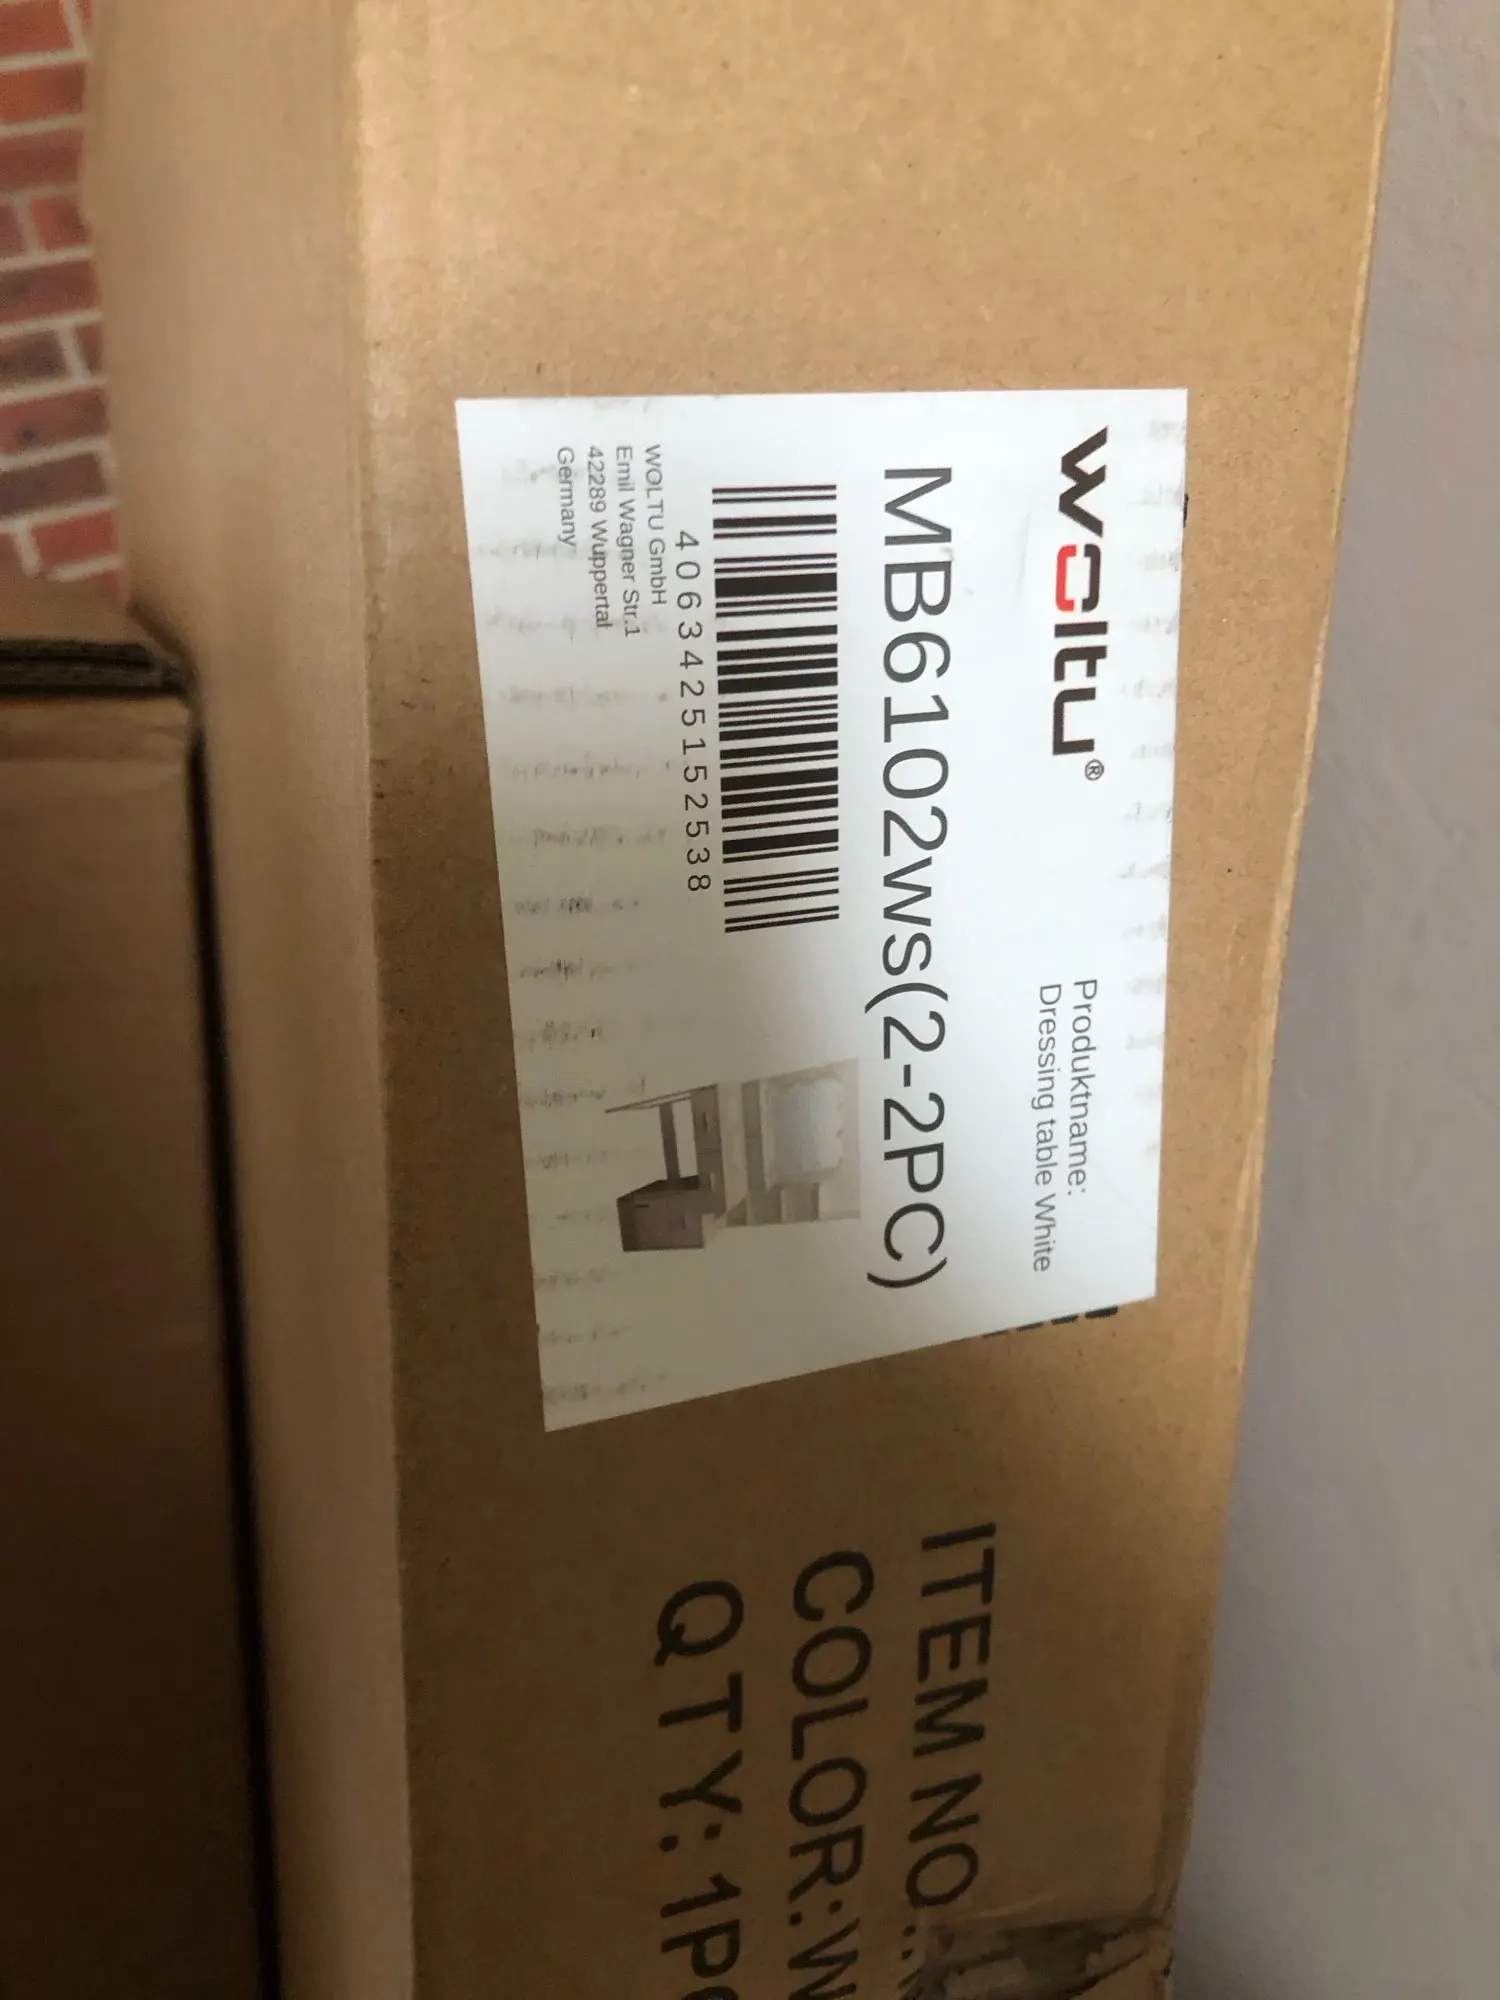 woltu®
Produktname:
Dressing table White
MB6102ws(2-2PC)
4063425152538
WOLTU GmbH
Emil Wagner Str.1
42289 Wuppertal
Germany
ITEM NO.:
COLOR:W
QTY:1P